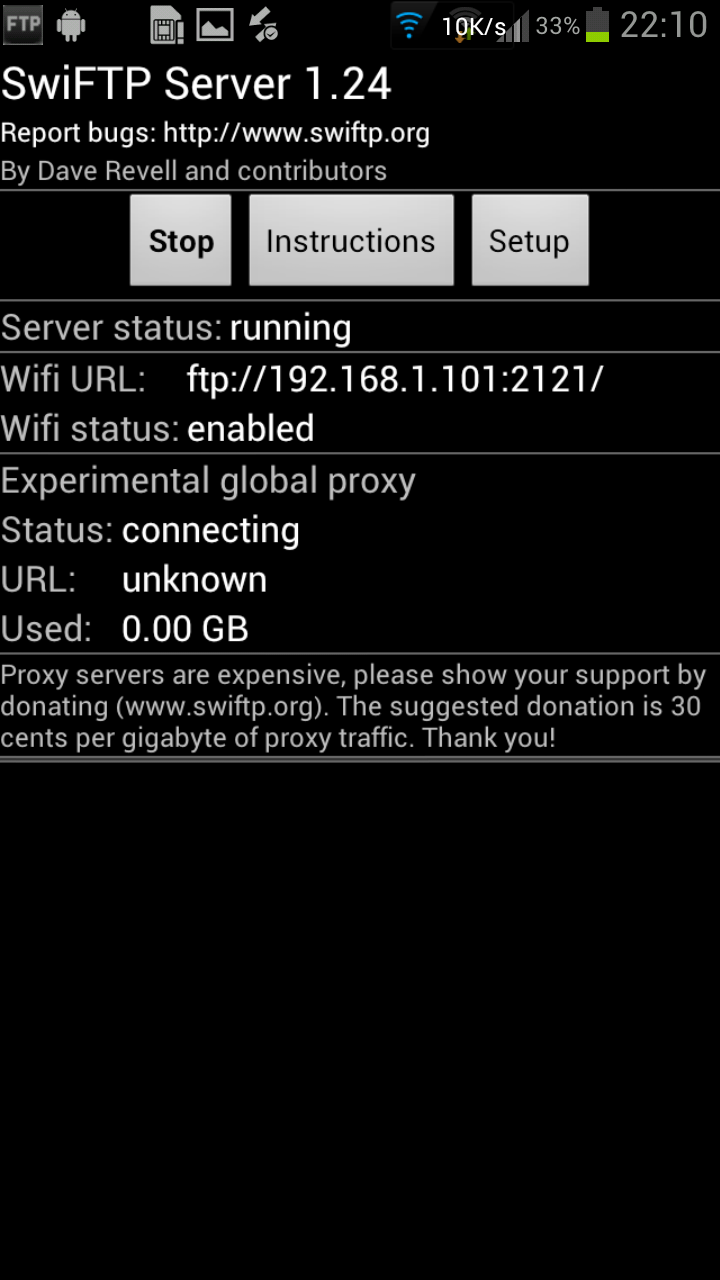 FTP 10K/s 33% 22:10
SwiFTP Server 1.24
Report bugs: http://www.swiftp.org
By Dave Revell and contributors
Stop Instructions Setup
Server status: running
Wifi URL: ftp://192.168.1.101:2121/
Wifi status: enabled
Experimental global proxy
Status: connecting
URL: unknown
Used: 0.00 GB
Proxy servers are expensive, please show your support by
donating (www.swiftp.org). The suggested donation is 30
cents per gigabyte of proxy traffic. Thank you!